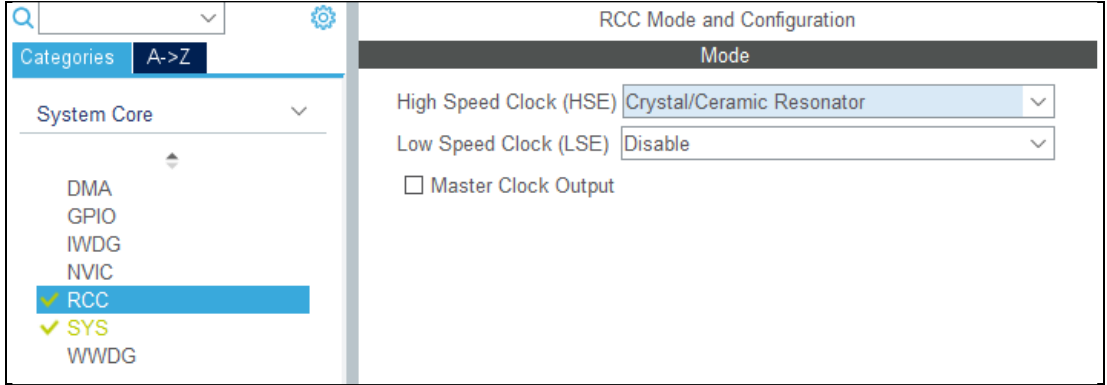 Categories
A->Z
System Core
DMA
GPIO
IWDG
NVIC
RCC
SYS
WWDG
RCC Mode and Configuration
Mode
High Speed Clock (HSE) Crystal/Ceramic Resonator
Low Speed Clock (LSE) Disable
Master Clock Output